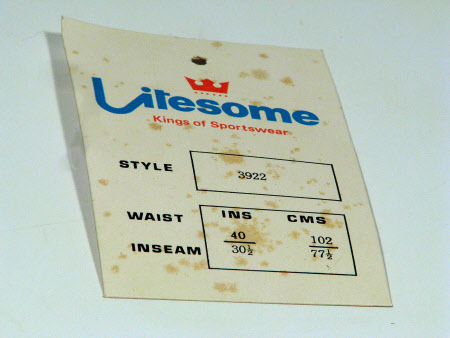 Litesome
Kings of Sportswear
STYLE 3922
INS CMS
WAIST 40 102
INSEAM 30½ 77½